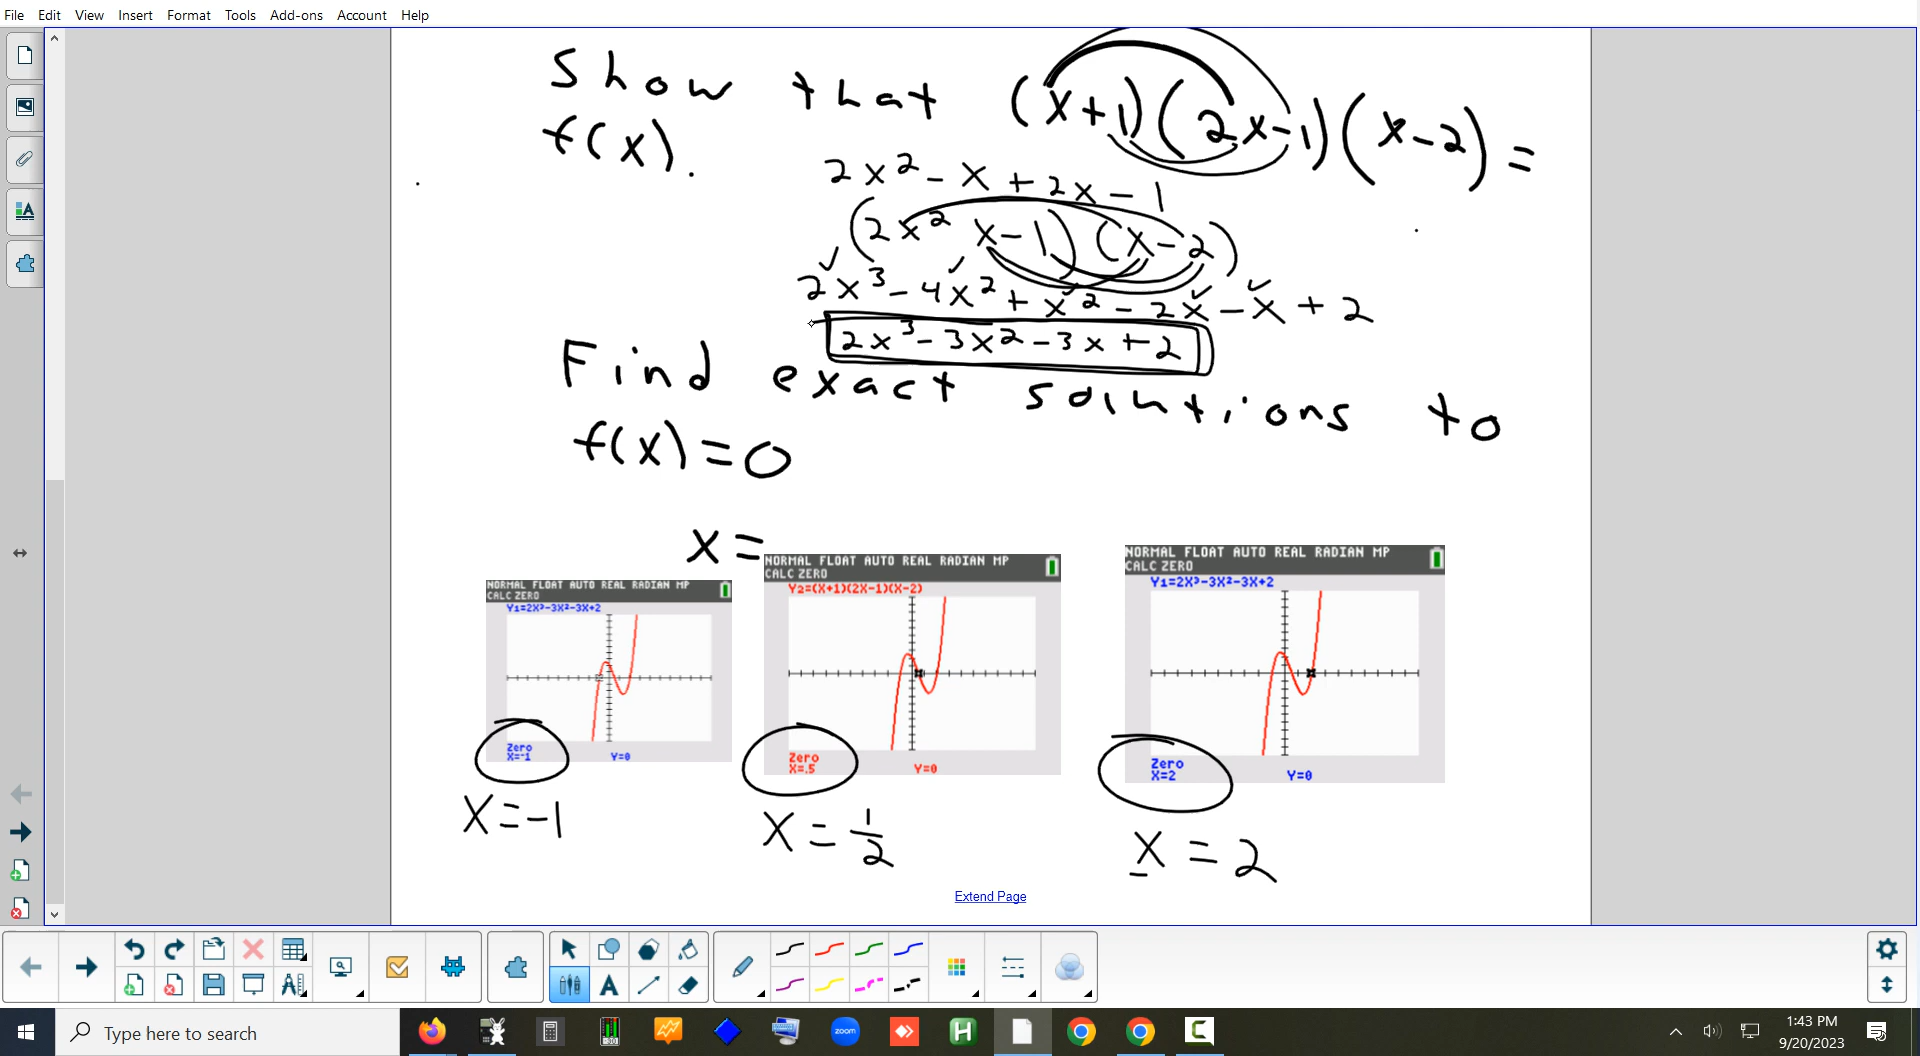 File Edit View Insert Format Tools Add-ons Account Help
Show that (x+1)(2x-1)(x-2) =
f(x).
2x² - x + 2x - 1
(2x² x-1)(x-2)
2x³ - 4x² + x² - 2x - x + 2
2x³ - 3x² - 3x + 2
Find exact solutions to
f(x) = 0
x =
NORMAL FLOAT AUTO REAL RADIAN MP
CALC ZERO
Y1=2X³-3X²-3X+2
Zero
X=-1 Y=0
NORMAL FLOAT AUTO REAL RADIAN MP
CALC ZERO
Y2=(X+1)(2X-1)(X-2)
Zero
X=.5 Y=0
NORMAL FLOAT AUTO REAL RADIAN MP
CALC ZERO
Y1=2X³-3X²-3X+2
Zero
X=2 Y=0
X = -1
X = 1/2
X = 2
Extend Page
Type here to search
zoom
1:43 PM
9/20/2023